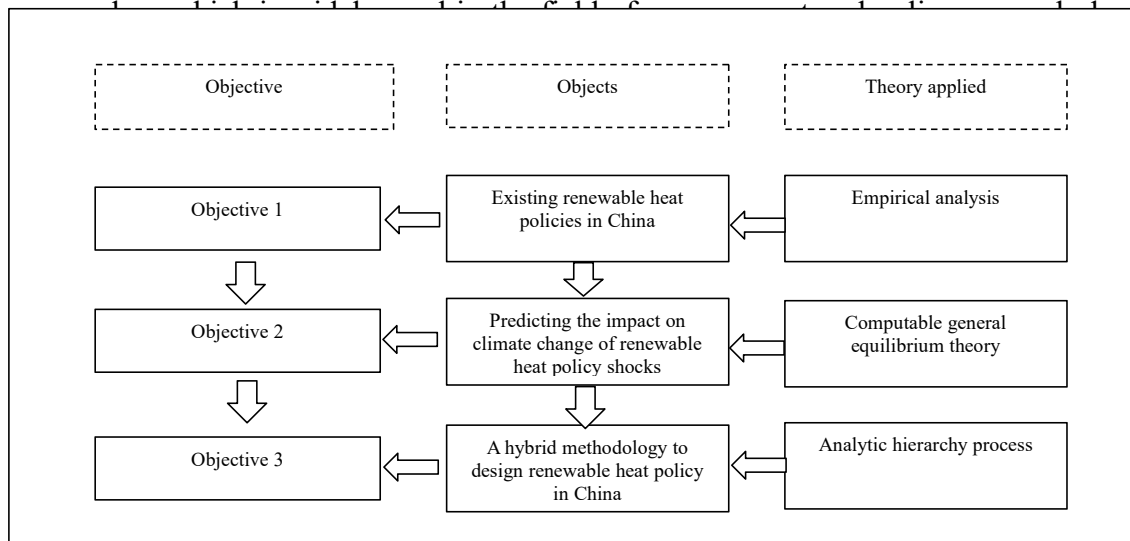 Objective
Objects
Theory applied
Objective 1
Existing renewable heat
policies in China
Empirical analysis
Objective 2
Predicting the impact on
climate change of renewable
heat policy shocks
Computable general
equilibrium theory
Objective 3
A hybrid methodology to
design renewable heat policy
in China
Analytic hierarchy process